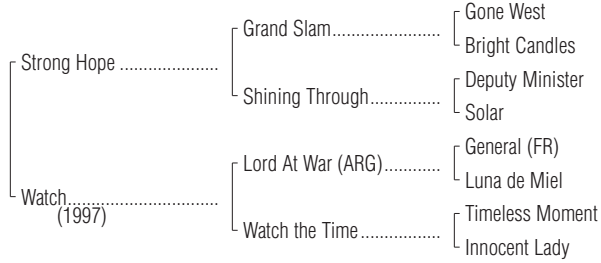 Gone West
Grand Slam..................
Bright Candles
Strong Hope ....................
Deputy Minister
Shining Through................
Solar
General (FR)
Lord At War (ARG)............
Luna de Miel
Watch.................................
(1997)
Timeless Moment
Watch the Time.................
Innocent Lady